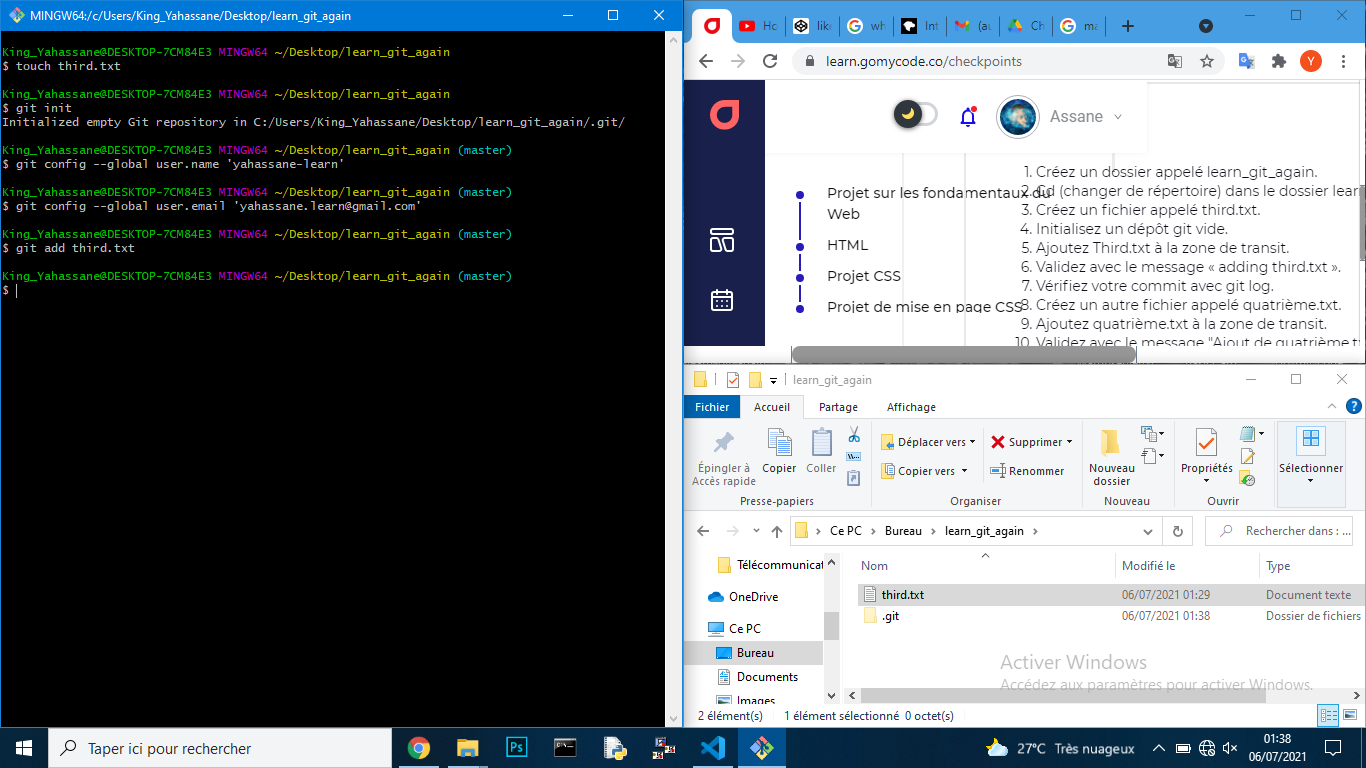 MINGW64:/c/Users/King_Yahassane/Desktop/learn_git_again
King_Yahassane@DESKTOP-7CM84E3 MINGW64 ~/Desktop/learn_git_again
$ touch third.txt
King_Yahassane@DESKTOP-7CM84E3 MINGW64 ~/Desktop/learn_git_again
$ git init
Initialized empty Git repository in C:/Users/King_Yahassane/Desktop/learn_git_again/.git/
King_Yahassane@DESKTOP-7CM84E3 MINGW64 ~/Desktop/learn_git_again (master)
$ git config --global user.name 'yahassane-learn'
King_Yahassane@DESKTOP-7CM84E3 MINGW64 ~/Desktop/learn_git_again (master)
$ git config --global user.email 'yahassane.learn@gmail.com'
King_Yahassane@DESKTOP-7CM84E3 MINGW64 ~/Desktop/learn_git_again (master)
$ git add third.txt
King_Yahassane@DESKTOP-7CM84E3 MINGW64 ~/Desktop/learn_git_again (master)
$
Ho like wh Int (au Ch ma
learn.gomycode.co/checkpoints
Y
Assane
Projet sur les fondamentaux du
Web
HTML
Projet CSS
Projet de mise en page CSS
1. Créez un dossier appelé learn_git_again.
2. Cd (changer de répertoire) dans le dossier lear
3. Créez un fichier appelé third.txt.
4. Initialisez un dépôt git vide.
5. Ajoutez Third.txt à la zone de transit.
6. Validez avec le message « adding third.txt ».
7. Vérifiez votre commit avec git log.
8. Créez un autre fichier appelé quatrième.txt.
9. Ajoutez quatrième.txt à la zone de transit.
10. Validez avec le message "Ajout de quatrième.t
learn_git_again
Fichier Accueil Partage Affichage
Épingler à
Accès rapide
Copier
Coller
Déplacer vers
Copier vers
Supprimer
Renommer
Nouveau
dossier
Propriétés
Sélectionner
Presse-papiers Organiser Nouveau Ouvrir
Ce PC Bureau learn_git_again
Rechercher dans : ...
Télécommunicat
OneDrive
Ce PC
Bureau
Documents
Images
Nom Modifié le Type
third.txt 06/07/2021 01:29 Document texte
.git 06/07/2021 01:38 Dossier de fichiers
Activer Windows
Accédez aux paramètres pour activer Windows.
2 élément(s) 1 élément sélectionné 0 octet(s)
Taper ici pour rechercher
Ps
27°C Très nuageux
01:38
06/07/2021